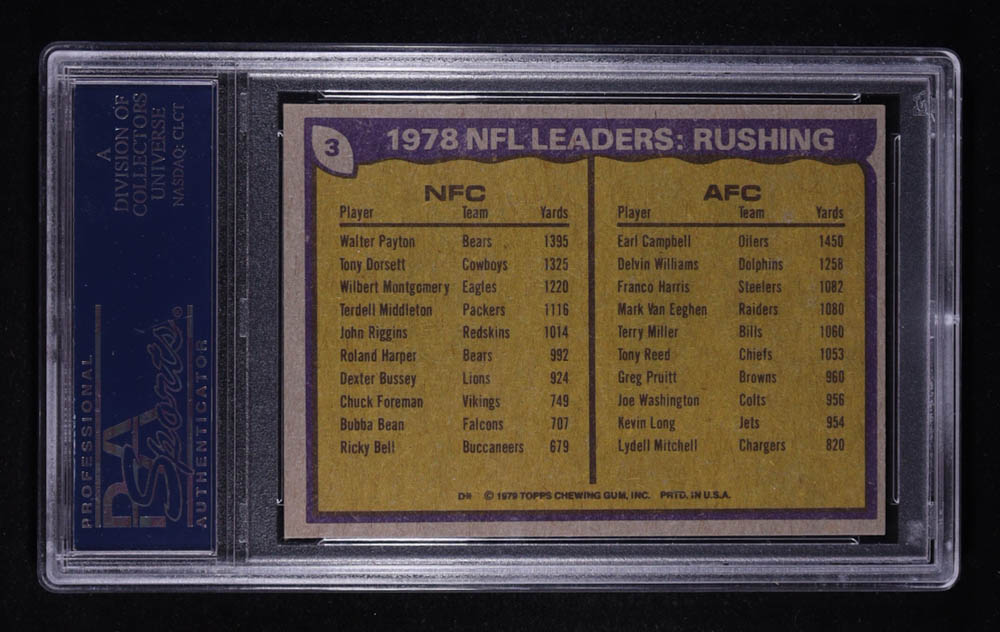 A
DIVISION OF
COLLECTORS
UNIVERSE
NASDAQ: CLCT
PROFESSIONAL
PSA
Sports®
AUTHENTICATOR
3
1978 NFL LEADERS: RUSHING
NFC
Player Team Yards
Walter Payton Bears 1395
Tony Dorsett Cowboys 1325
Wilbert Montgomery Eagles 1220
Terdell Middleton Packers 1116
John Riggins Redskins 1014
Roland Harper Bears 992
Dexter Bussey Lions 924
Chuck Foreman Vikings 749
Bubba Bean Falcons 707
Ricky Bell Buccaneers 679
AFC
Player Team Yards
Earl Campbell Oilers 1450
Delvin Williams Dolphins 1258
Franco Harris Steelers 1082
Mark Van Eeghen Raiders 1080
Terry Miller Bills 1060
Tony Reed Chiefs 1053
Greg Pruitt Browns 960
Joe Washington Colts 956
Kevin Long Jets 954
Lydell Mitchell Chargers 820
D* © 1979 TOPPS CHEWING GUM, INC. PRTD. IN U.S.A.